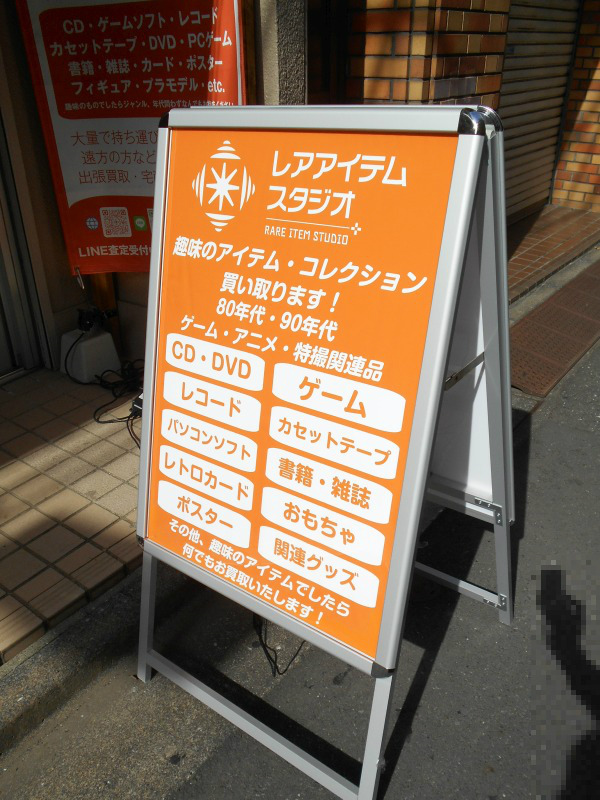 CD・ゲームソフト・レコード
カセットテープ・DVD・PCゲーム
書籍・雑誌・カード・ポスター
フィギュア・プラモデル・etc.
大量で持ち運び
遠方の方など
出張買取・宅
LINE査定受付
レアアイテム
スタジオ
RARE ITEM STUDIO
趣味のアイテム・コレクション
買い取ります！
80年代・90年代
ゲーム・アニメ・特撮関連品
CD・DVD
ゲーム
レコード
カセットテープ
パソコンソフト
書籍・雑誌
レトロカード
おもちゃ
ポスター
関連グッズ
その他、趣味のアイテムでしたら
何でもお買取いたします！